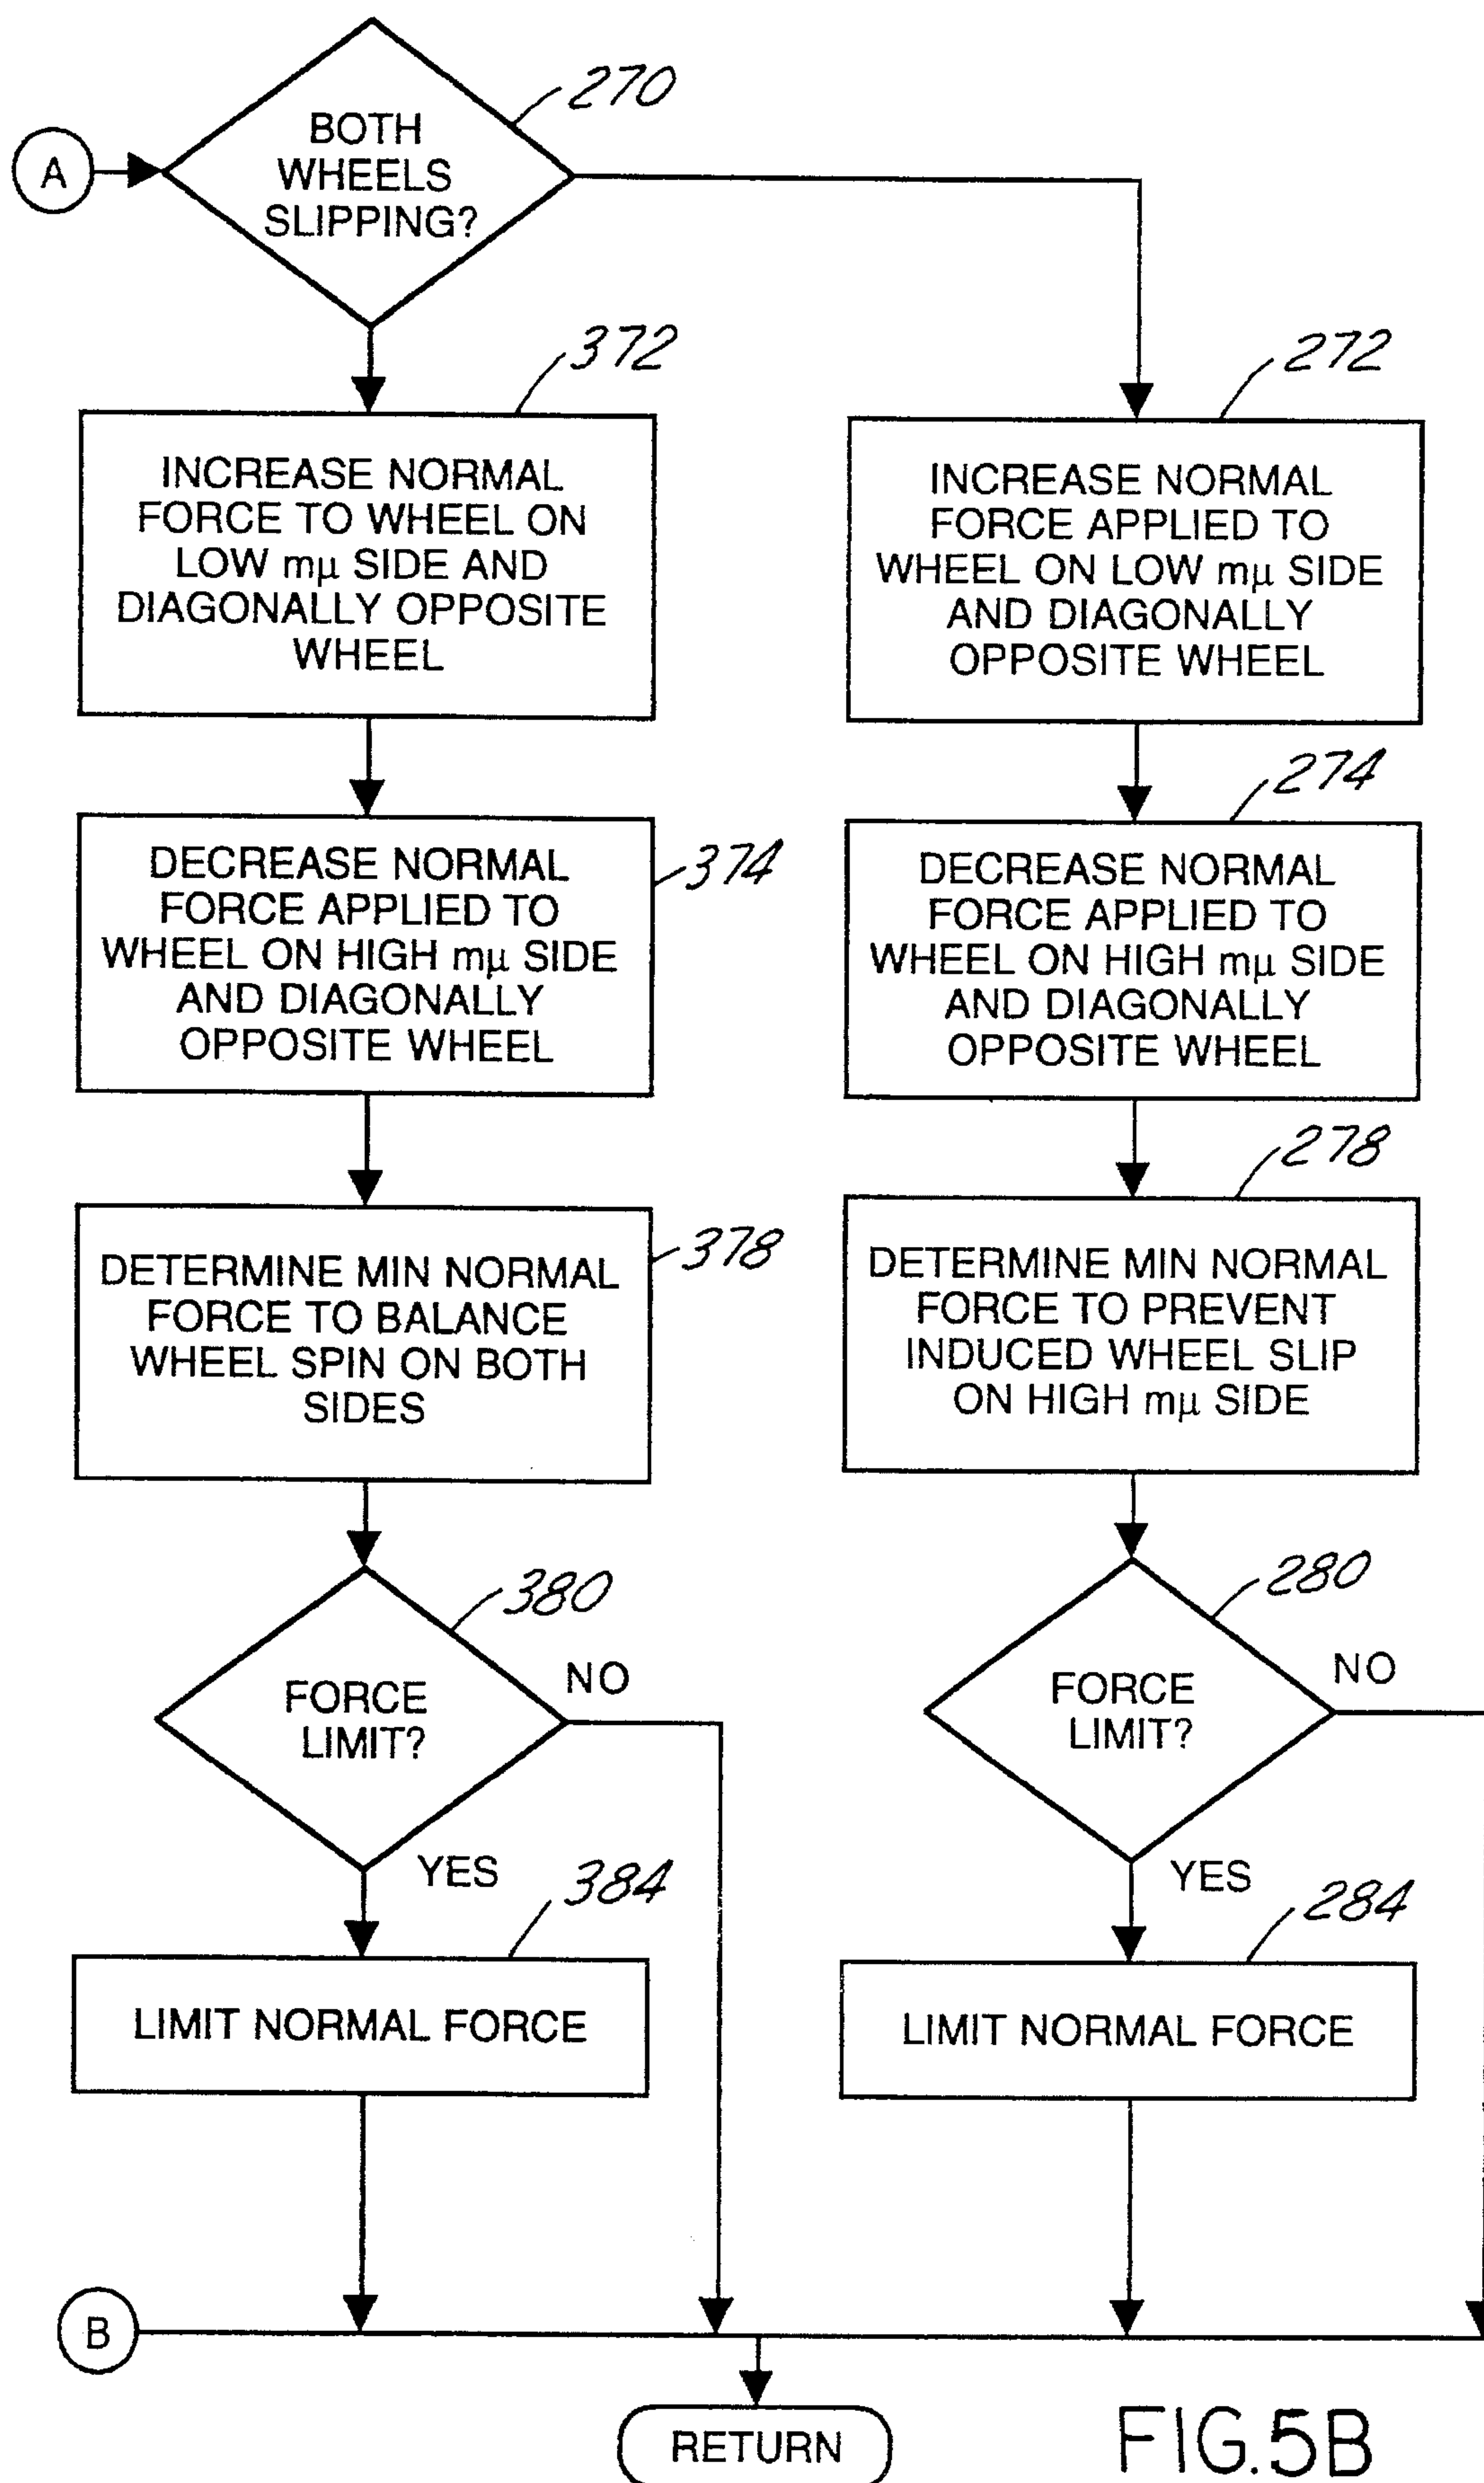 270
A
BOTH
WHEELS
SLIPPING?
372
INCREASE NORMAL
FORCE TO WHEEL ON
LOW mµ SIDE AND
DIAGONALLY OPPOSITE
WHEEL
272
INCREASE NORMAL
FORCE APPLIED TO
WHEEL ON LOW mµ SIDE
AND DIAGONALLY
OPPOSITE WHEEL
374
DECREASE NORMAL
FORCE APPLIED TO
WHEEL ON HIGH mµ SIDE
AND DIAGONALLY
OPPOSITE WHEEL
274
DECREASE NORMAL
FORCE APPLIED TO
WHEEL ON HIGH mµ SIDE
AND DIAGONALLY
OPPOSITE WHEEL
378
DETERMINE MIN NORMAL
FORCE TO BALANCE
WHEEL SPIN ON BOTH
SIDES
278
DETERMINE MIN NORMAL
FORCE TO PREVENT
INDUCED WHEEL SLIP
ON HIGH mµ SIDE
380
FORCE
LIMIT?
NO
YES
280
FORCE
LIMIT?
NO
YES
384
LIMIT NORMAL FORCE
284
LIMIT NORMAL FORCE
B
RETURN
FIG.5B